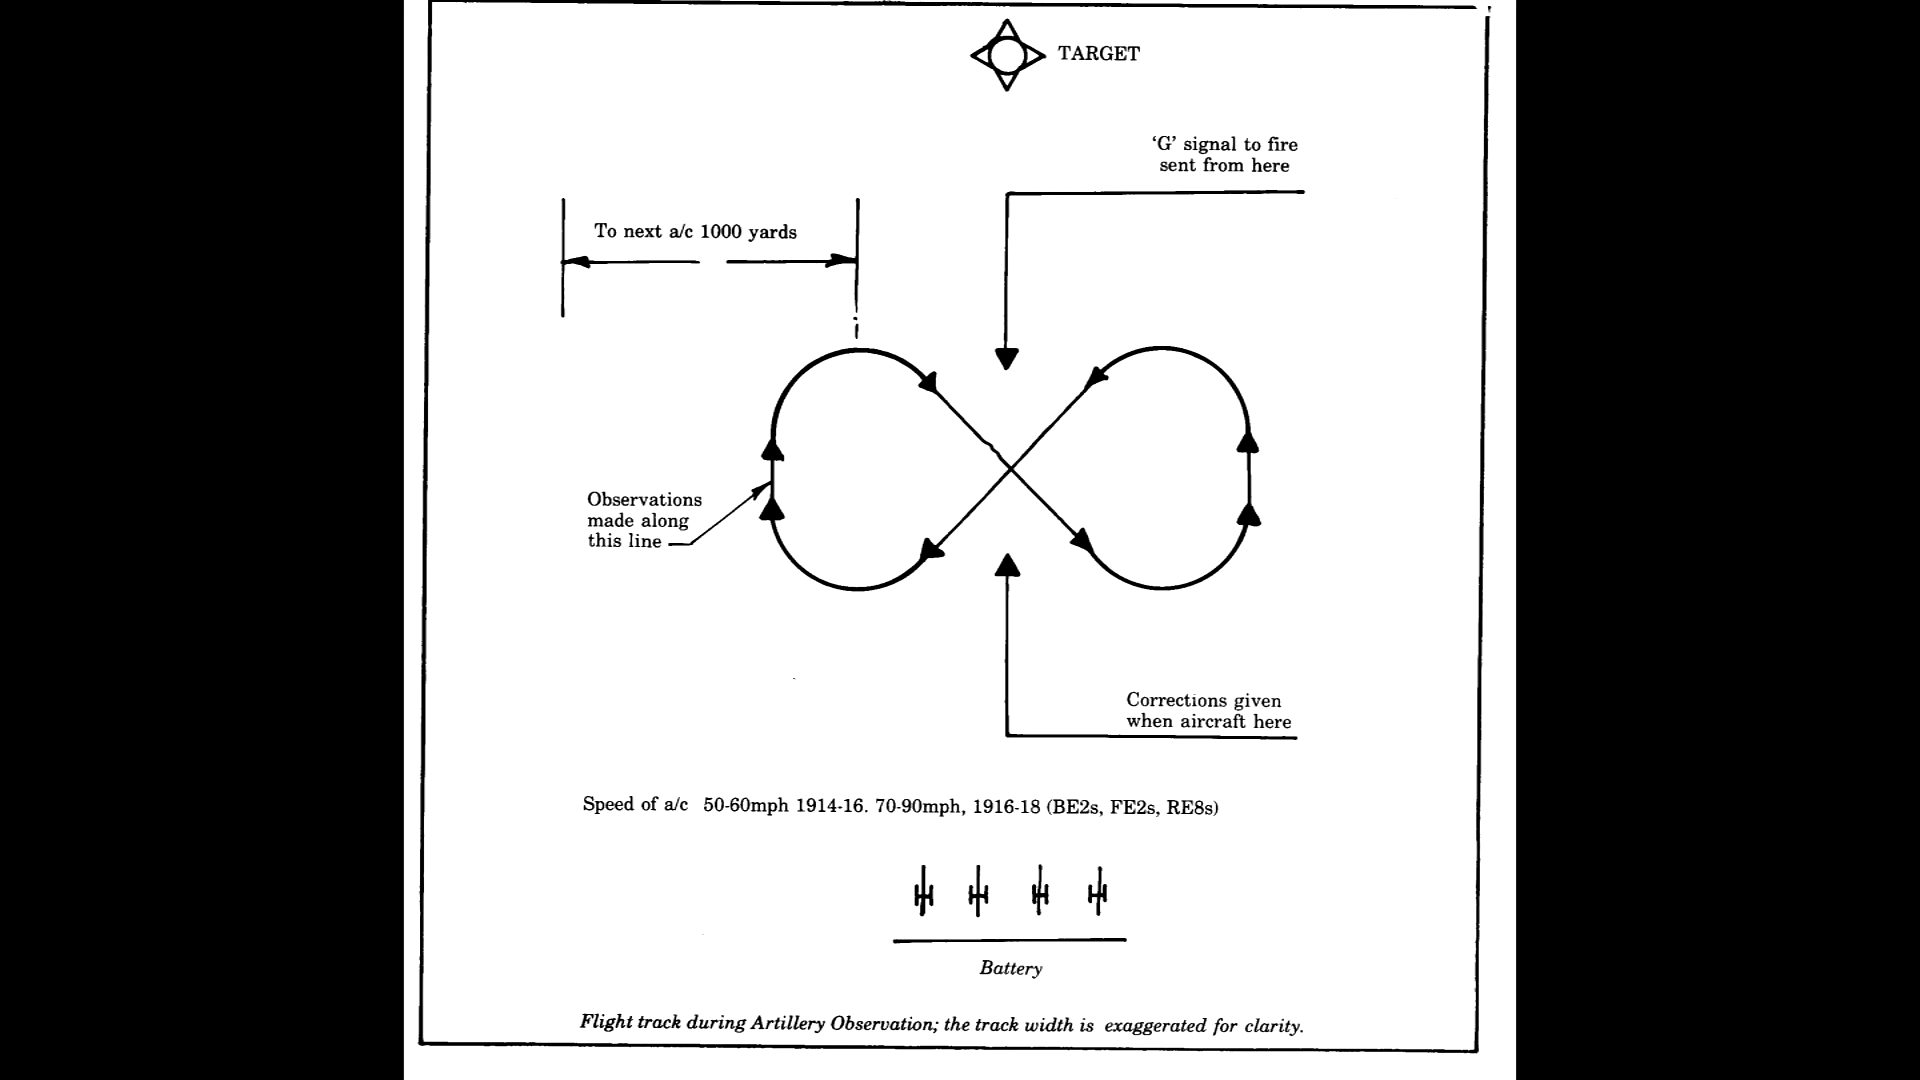 TARGET
‘G’ signal to fire
sent from here
To next a/c 1000 yards
Observations
made along
this line
Corrections given
when aircraft here
Speed of a/c 50-60mph 1914-16. 70-90mph, 1916-18 (BE2s, FE2s, RE8s)
Battery
Flight track during Artillery Observation; the track width is exaggerated for clarity.